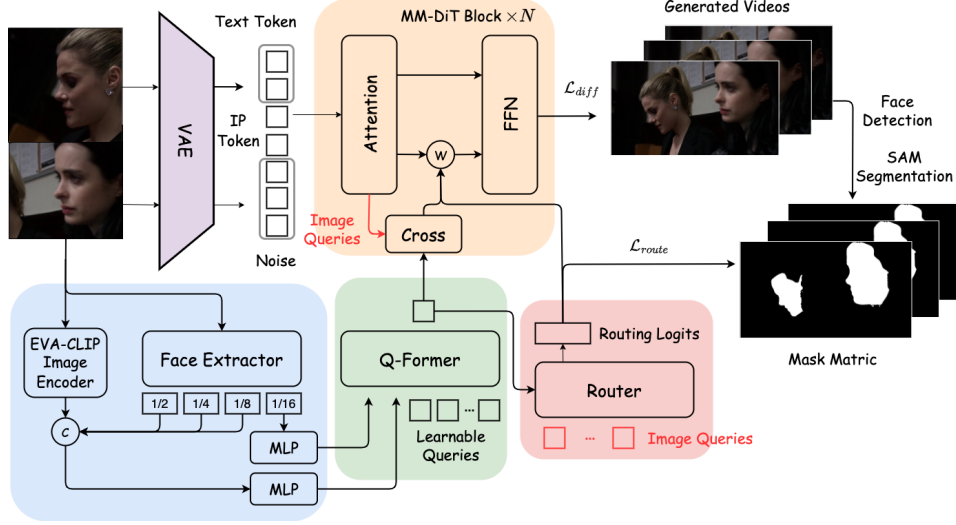 Text Token
MM-DiT Block ×N
Generated Videos
VAE
IP
Token
Noise
Attention
FFN
W
Image
Queries
Cross
ℒ_diff
Face
Detection
SAM
Segmentation
ℒ_route
Mask Matric
EVA-CLIP
Image
Encoder
Face Extractor
1/2
1/4
1/8
1/16
C
MLP
MLP
Q-Former
...
Learnable
Queries
Routing Logits
Router
...
Image Queries